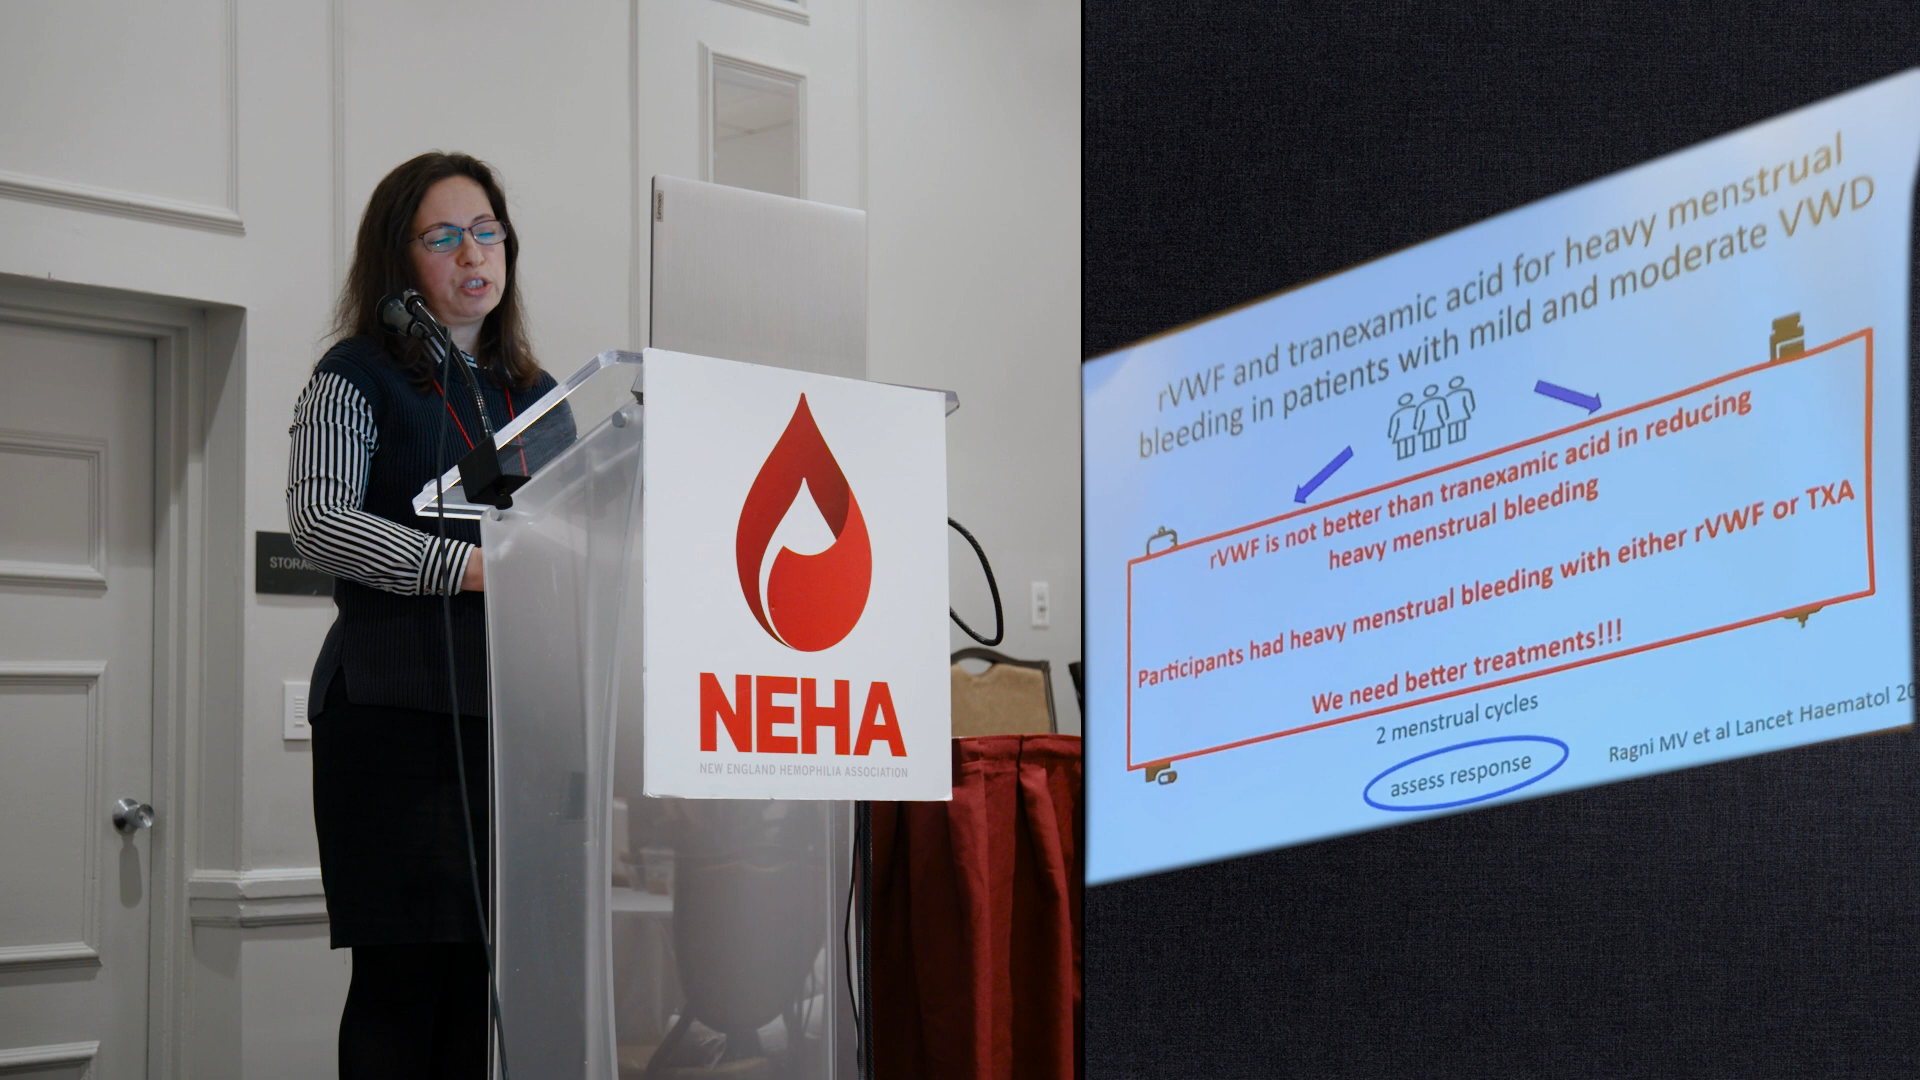 Lenovo
STORA
NEHA
NEW ENGLAND HEMOPHILIA ASSOCIATION
rVWF and tranexamic acid for heavy menstrual
bleeding in patients with mild and moderate VWD
rVWF is not better than tranexamic acid in reducing
heavy menstrual bleeding
Participants had heavy menstrual bleeding with either rVWF or TXA
We need better treatments!!!
2 menstrual cycles
assess response
Ragni MV et al Lancet Haematol 20